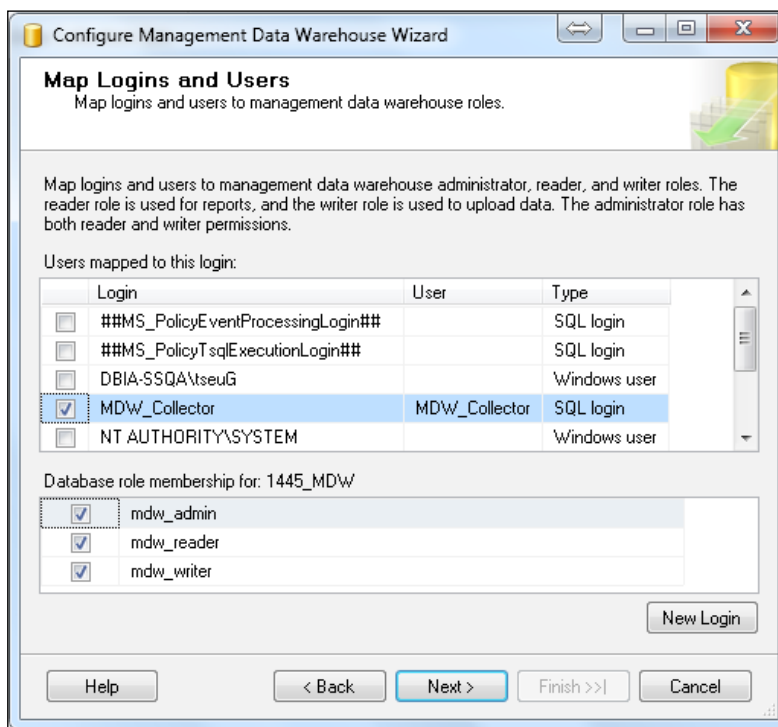 Configure Management Data Warehouse Wizard
Map Logins and Users
Map logins and users to management data warehouse roles.
Map logins and users to management data warehouse administrator, reader, and writer roles. The
reader role is used for reports, and the writer role is used to upload data. The administrator role has
both reader and writer permissions.
Users mapped to this login:
Login User Type
##MS_PolicyEventProcessingLogin## SQL login
##MS_PolicyTsqlExecutionLogin## SQL login
DBIA-SSQA\tseuG Windows user
MDW_Collector MDW_Collector SQL login
NT AUTHORITY\SYSTEM Windows user
Database role membership for: 1445_MDW
mdw_admin
mdw_reader
mdw_writer
New Login
Help < Back Next > Finish >>| Cancel